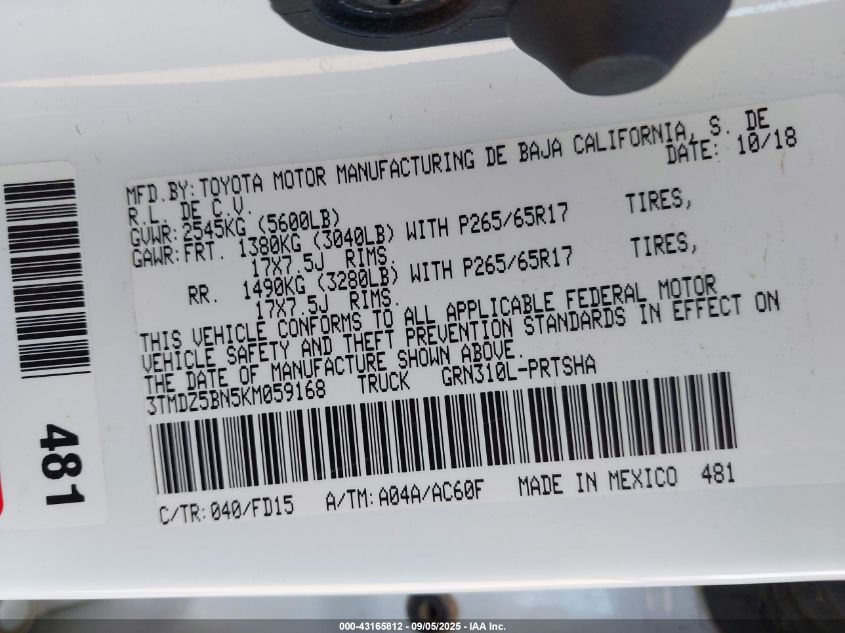 MFD.BY:TOYOTA MOTOR MANUFACTURING DE BAJA CALIFORNIA, S. DE
R.L. DE C.V. DATE: 10/18
GVWR:2545KG (5600LB)
GAWR:FRT. 1380KG (3040LB) WITH P265/65R17 TIRES,
17X7.5J RIMS.
RR. 1490KG (3280LB) WITH P265/65R17 TIRES,
17X7.5J RIMS.
THIS VEHICLE CONFORMS TO ALL APPLICABLE FEDERAL MOTOR
VEHICLE SAFETY AND THEFT PREVENTION STANDARDS IN EFFECT ON
THE DATE OF MANUFACTURE SHOWN ABOVE.
3TMDZ5BN5KM059168 TRUCK GRN310L-PRTSHA
C/TR:040/FD15 A/TM:A04A/AC60F MADE IN MEXICO 481
481
000-43165812 - 09/05/2025 - IAA Inc.